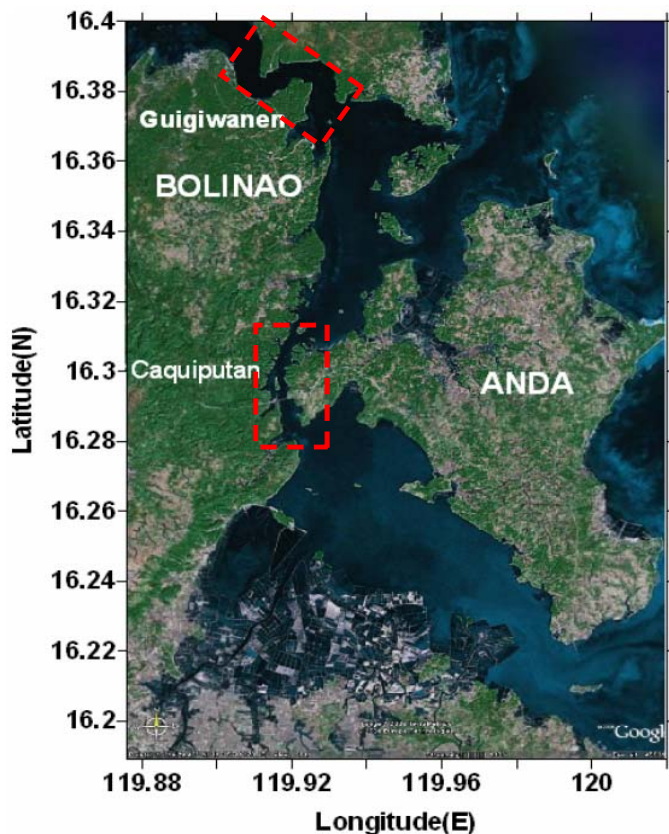 16.4
16.38
Guigiwanen
16.36
BOLINAO
16.34
16.32
Caquiputan
16.3
ANDA
16.28
16.26
16.24
16.22
16.2
Google
Latitude(N)
119.88
119.92
119.96
120
Longitude(E)